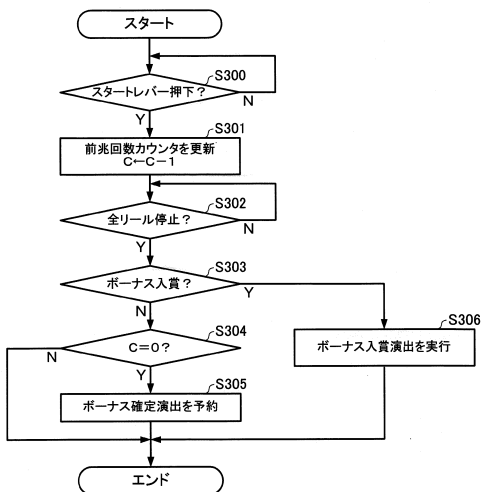 スタート
S300
スタートレバー押下？
N
Y
S301
前兆回数カウンタを更新
C←C－1
S302
全リール停止？
N
Y
S303
ボーナス入賞？
Y
N
S304
C＝0？
N
Y
S306
ボーナス入賞演出を実行
S305
ボーナス確定演出を予約
エンド